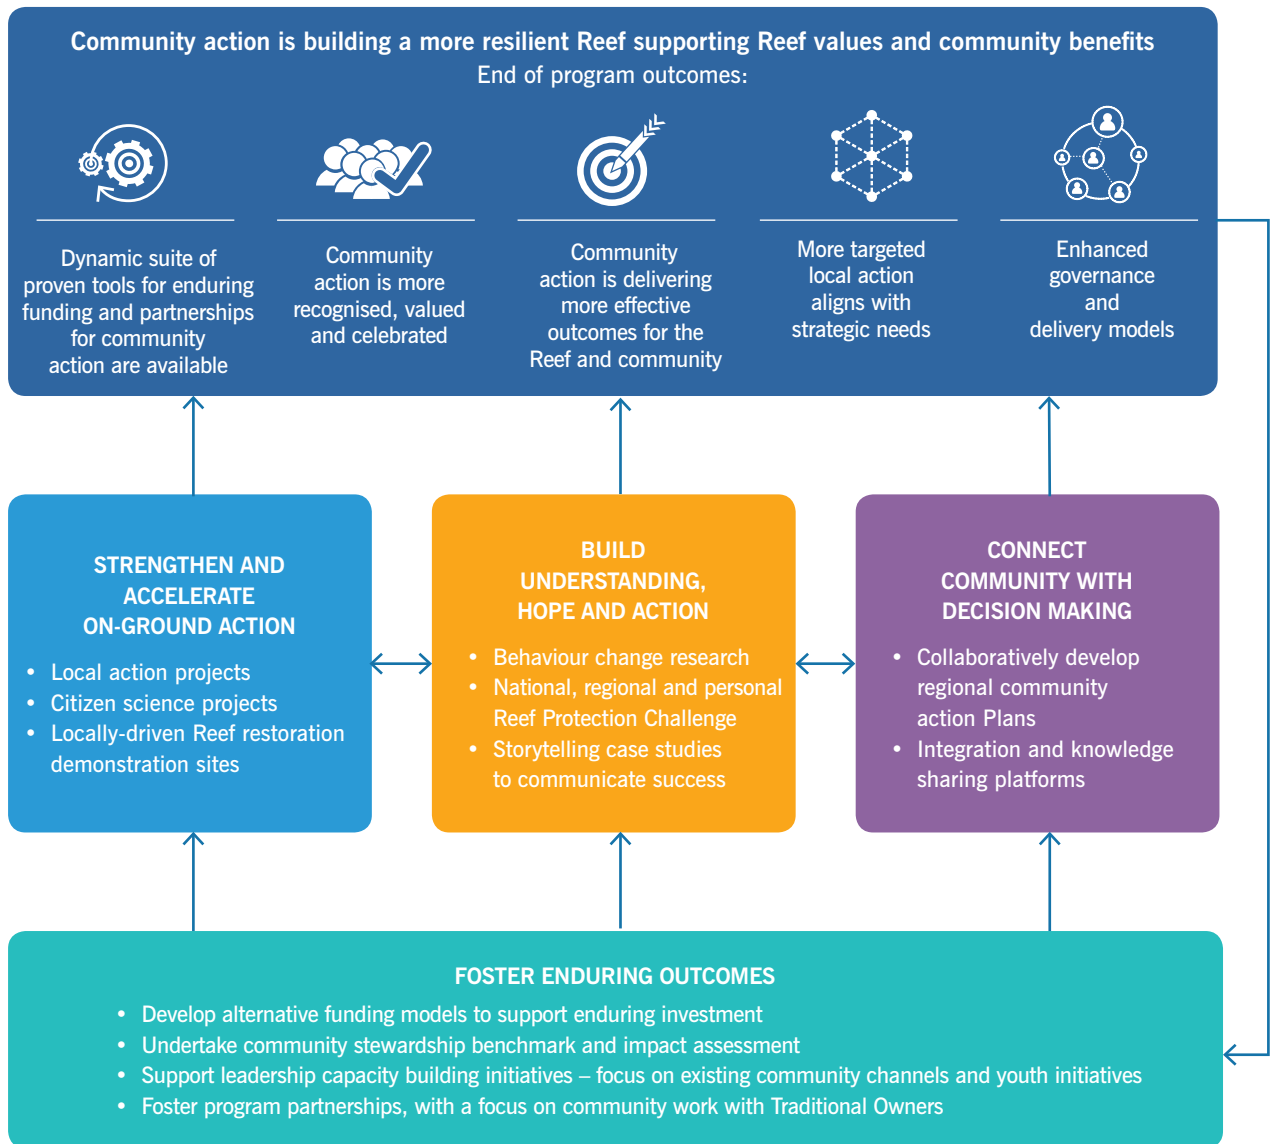 Community action is building a more resilient Reef supporting Reef values and community benefits
End of program outcomes:
Dynamic suite of
proven tools for enduring
funding and partnerships
for community
action are available
Community
action is more
recognised, valued
and celebrated
Community
action is delivering
more effective
outcomes for the
Reef and community
More targeted
local action
aligns with
strategic needs
Enhanced
governance
and
delivery models
STRENGTHEN AND
ACCELERATE
ON-GROUND ACTION
• Local action projects
• Citizen science projects
• Locally-driven Reef restoration
demonstration sites
BUILD
UNDERSTANDING,
HOPE AND ACTION
• Behaviour change research
• National, regional and personal
Reef Protection Challenge
• Storytelling case studies
to communicate success
CONNECT
COMMUNITY WITH
DECISION MAKING
• Collaboratively develop
regional community
action Plans
• Integration and knowledge
sharing platforms
FOSTER ENDURING OUTCOMES
• Develop alternative funding models to support enduring investment
• Undertake community stewardship benchmark and impact assessment
• Support leadership capacity building initiatives – focus on existing community channels and youth initiatives
• Foster program partnerships, with a focus on community work with Traditional Owners